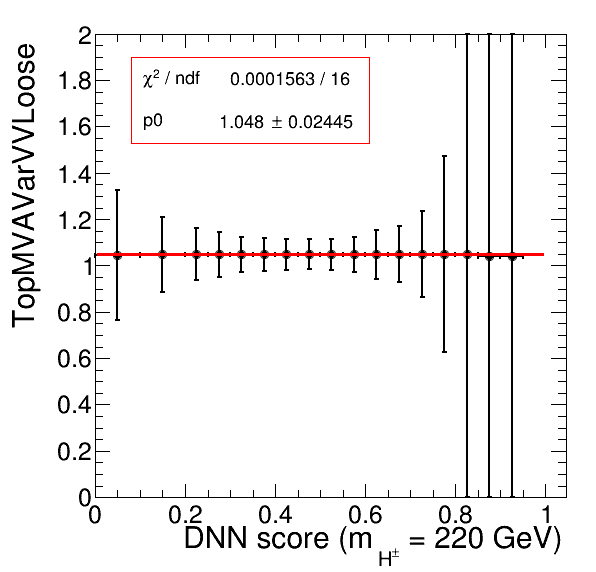 TopMVAVarVVLoose
2
1.8
1.6
1.4
1.2
1
0.8
0.6
0.4
0.2
0
χ² / ndf 0.0001563 / 16
p0 1.048 ± 0.02445
0 0.2 0.4 0.6 0.8 1
DNN score (m_H± = 220 GeV)